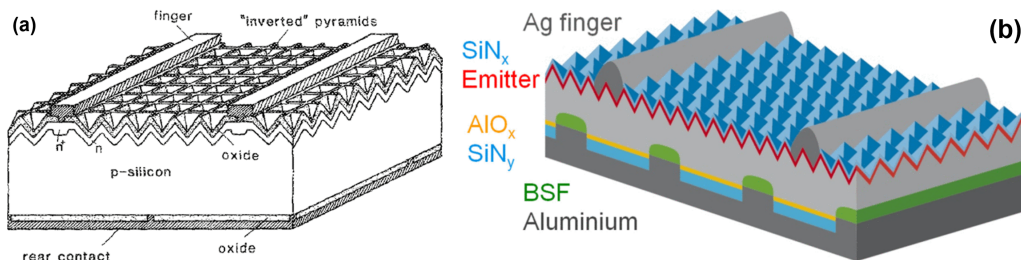 (a)
finger
"inverted" pyramids
n+
n
oxide
p-silicon
rear contact
oxide
(b)
Ag finger
SiNx
Emitter
AlOx
SiNy
BSF
Aluminium